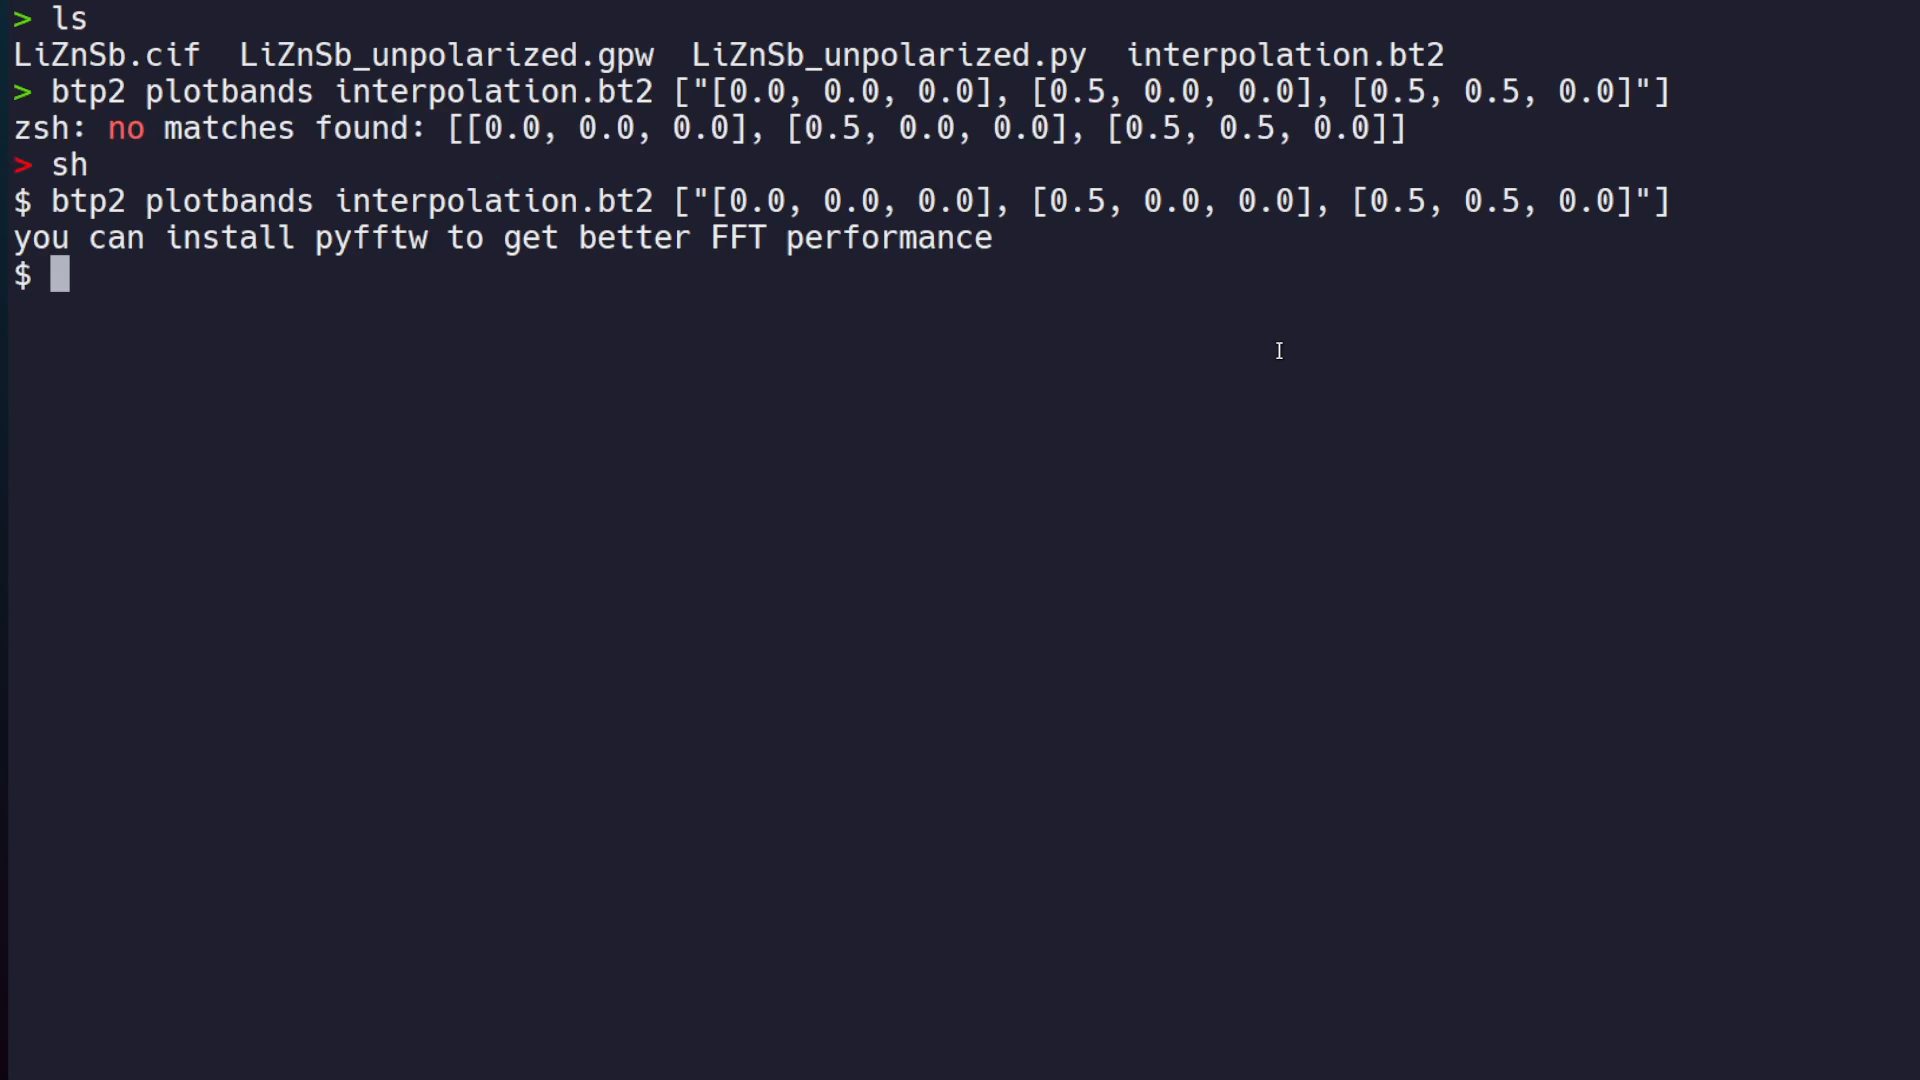 > ls
LiZnSb.cif  LiZnSb_unpolarized.gpw  LiZnSb_unpolarized.py  interpolation.bt2
> btp2 plotbands interpolation.bt2 ["[0.0, 0.0, 0.0], [0.5, 0.0, 0.0], [0.5, 0.5, 0.0]"]
zsh: no matches found: [[0.0, 0.0, 0.0], [0.5, 0.0, 0.0], [0.5, 0.5, 0.0]]
> sh
$ btp2 plotbands interpolation.bt2 ["[0.0, 0.0, 0.0], [0.5, 0.0, 0.0], [0.5, 0.5, 0.0]"]
you can install pyfftw to get better FFT performance
$